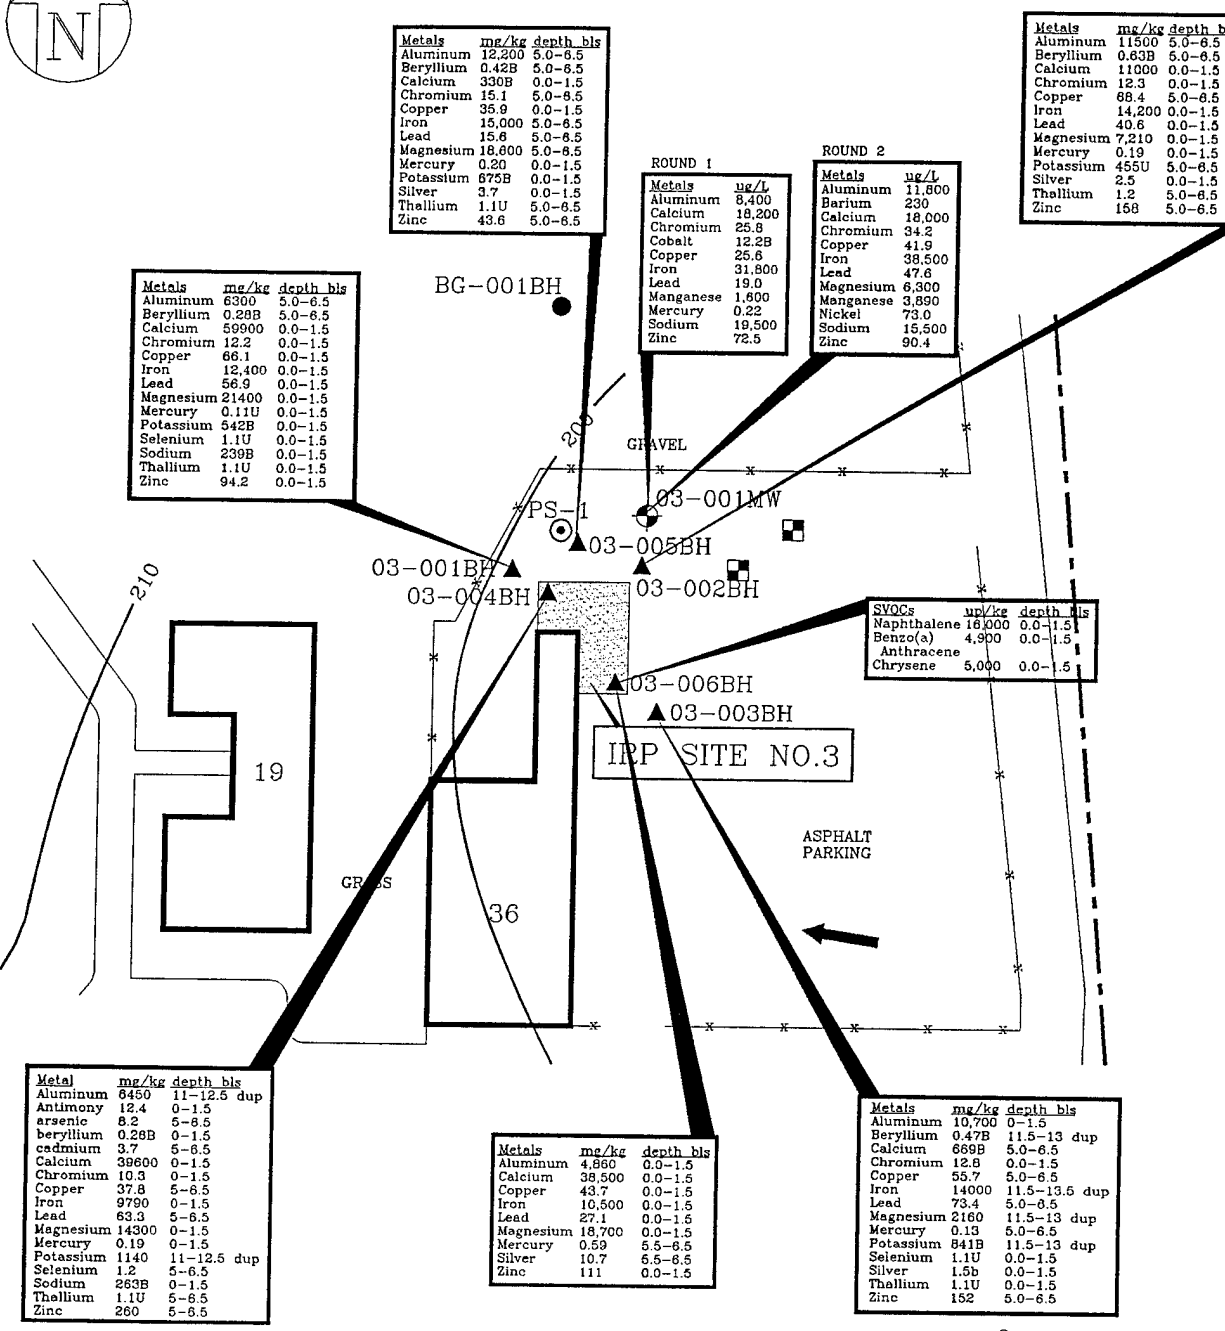 N
Metals mg/kg depth bls
Aluminum 12,200 5.0-6.5
Beryllium 0.42B 5.0-6.5
Calcium 330B 0.0-1.5
Chromium 15.1 5.0-6.5
Copper 35.9 0.0-1.5
Iron 15,000 5.0-6.5
Lead 15.6 5.0-6.5
Magnesium 18,600 5.0-6.5
Mercury 0.20 0.0-1.5
Potassium 675B 0.0-1.5
Silver 3.7 0.0-1.5
Thallium 1.1U 5.0-6.5
Zinc 43.6 5.0-6.5
Metals mg/kg depth b
Aluminum 11500 5.0-6.5
Beryllium 0.63B 5.0-6.5
Calcium 11000 0.0-1.5
Chromium 12.3 0.0-1.5
Copper 68.4 5.0-6.5
Iron 14,200 0.0-1.5
Lead 40.6 0.0-1.5
Magnesium 7,210 0.0-1.5
Mercury 0.19 0.0-1.5
Potassium 455U 5.0-6.5
Silver 2.5 0.0-1.5
Thallium 1.2 5.0-6.5
Zinc 158 5.0-6.5
ROUND 1
Metals ug/L
Aluminum 8,400
Calcium 18,200
Chromium 25.8
Cobalt 12.2B
Copper 25.6
Iron 31,800
Lead 19.0
Manganese 1,600
Mercury 0.22
Sodium 19,500
Zinc 72.5
ROUND 2
Metals ug/L
Aluminum 11,800
Barium 230
Calcium 18,000
Chromium 34.2
Copper 41.9
Iron 38,500
Lead 47.6
Magnesium 6,300
Manganese 3,890
Nickel 73.0
Sodium 15,500
Zinc 90.4
Metals mg/kg depth bls
Aluminum 6300 5.0-6.5
Beryllium 0.28B 5.0-6.5
Calcium 59900 0.0-1.5
Chromium 12.2 0.0-1.5
Copper 66.1 0.0-1.5
Iron 12,400 0.0-1.5
Lead 56.9 0.0-1.5
Magnesium 21400 0.0-1.5
Mercury 0.11U 0.0-1.5
Potassium 542B 0.0-1.5
Selenium 1.1U 0.0-1.5
Sodium 239B 0.0-1.5
Thallium 1.1U 0.0-1.5
Zinc 94.2 0.0-1.5
BG-001BH
200
GRAVEL
PS-1
03-001MW
03-005BH
03-001BH
03-002BH
03-004BH
210
SVOCs up/kg depth bls
Naphthalene 16,000 0.0-1.5
Benzo(a) 4,900 0.0-1.5
Anthracene
Chrysene 5,000 0.0-1.5
03-006BH
03-003BH
IRP SITE NO.3
19
ASPHALT
PARKING
GRASS
36
Metal mg/kg depth bls
Aluminum 6450 11-12.5 dup
Antimony 12.4 0-1.5
arsenic 8.2 5-6.5
beryllium 0.28B 0-1.5
cadmium 3.7 5-6.5
Calcium 39600 0-1.5
Chromium 10.3 0-1.5
Copper 37.8 5-6.5
Iron 9790 0-1.5
Lead 63.3 5-6.5
Magnesium 14300 0-1.5
Mercury 0.19 0-1.5
Potassium 1140 11-12.5 dup
Selenium 1.2 5-6.5
Sodium 263B 0-1.5
Thallium 1.1U 5-6.5
Zinc 260 5-6.5
Metals mg/kg depth bls
Aluminum 4,860 0.0-1.5
Calcium 38,500 0.0-1.5
Copper 43.7 0.0-1.5
Iron 10,500 0.0-1.5
Lead 27.1 0.0-1.5
Magnesium 18,700 0.0-1.5
Mercury 0.59 5.5-6.5
Silver 10.7 5.5-6.5
Zinc 111 0.0-1.5
Metals mg/kg depth bls
Aluminum 10,700 0-1.5
Beryllium 0.47B 11.5-13 dup
Calcium 669B 5.0-6.5
Chromium 12.8 0.0-1.5
Copper 55.7 5.0-6.5
Iron 14000 11.5-13.5 dup
Lead 73.4 5.0-6.5
Magnesium 2160 11.5-13 dup
Mercury 0.13 5.0-6.5
Potassium 841B 11.5-13 dup
Selenium 1.1U 0.0-1.5
Silver 1.5b 0.0-1.5
Thallium 1.1U 0.0-1.5
Zinc 152 5.0-6.5